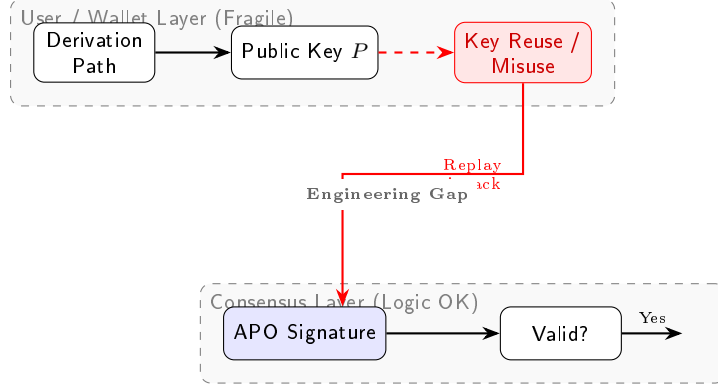 User / Wallet Layer (Fragile)
Derivation
Path
Public Key P
Key Reuse /
Misuse
Replay
Engineering Gap
Consensus Layer (Logic OK)
APO Signature
Valid?
Yes